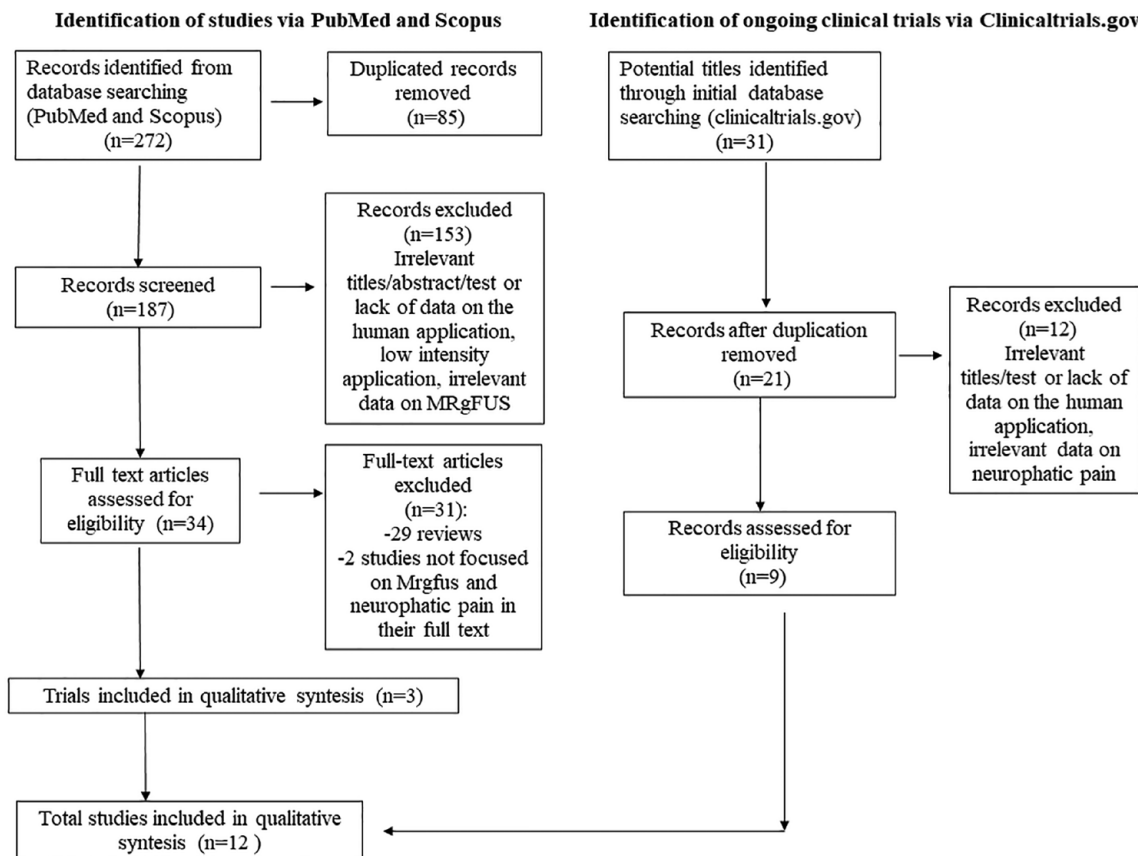 Identification of studies via PubMed and Scopus
Records identified from
database searching
(PubMed and Scopus)
(n=272)
Duplicated records
removed
(n=85)
Records screened
(n=187)
Records excluded
(n=153)
Irrelevant
titles/abstract/test or
lack of data on the
human application,
low intensity
application, irrelevant
data on MRgFUS
Full text articles
assessed for
eligibility (n=34)
Full-text articles
excluded
(n=31):
-29 reviews
-2 studies not focused
on Mrgfus and
neurophatic pain in
their full text
Trials included in qualitative syntesis (n=3)
Total studies included in qualitative
syntesis (n=12 )
Identification of ongoing clinical trials via Clinicaltrials.gov
Potential titles identified
through initial database
searching (clinicaltrials.gov)
(n=31)
Records after duplication
removed
(n=21)
Records excluded
(n=12)
Irrelevant
titles/test or lack of
data on the human
application,
irrelevant data on
neurophatic pain
Records assessed for
eligibility
(n=9)